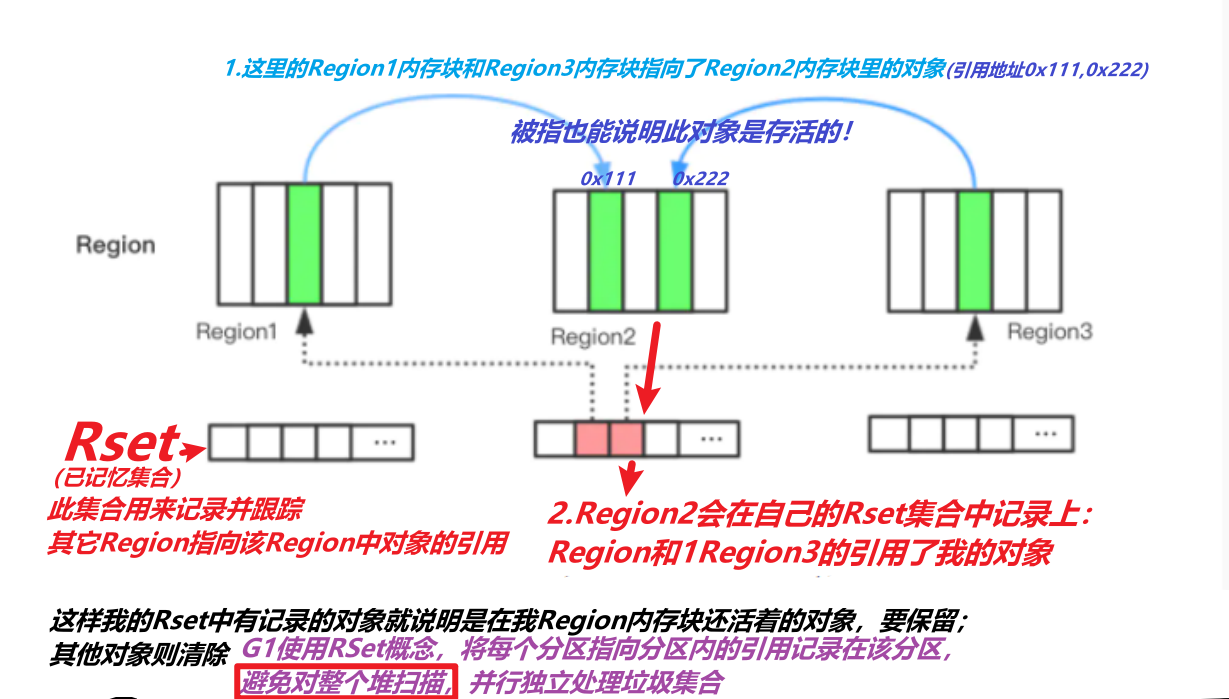 1.这里的Region1内存块和Region3内存块指向了Region2内存块里的对象(引用地址0x111,0x222)
被指也能说明此对象是存活的！
0x111 0x222
Region
Region1
Region2
Region3
Rset
...
...
...
（已记忆集合）
此集合用来记录并跟踪
其它Region指向该Region中对象的引用
2.Region2会在自己的Rset集合中记录上：
Region和1Region3的引用了我的对象
这样我的Rset中有记录的对象就说明是在我Region内存块还活着的对象，要保留；
其他对象则清除
G1使用RSet概念，将每个分区指向分区内的引用记录在该分区，
避免对整个堆扫描，并行独立处理垃圾集合